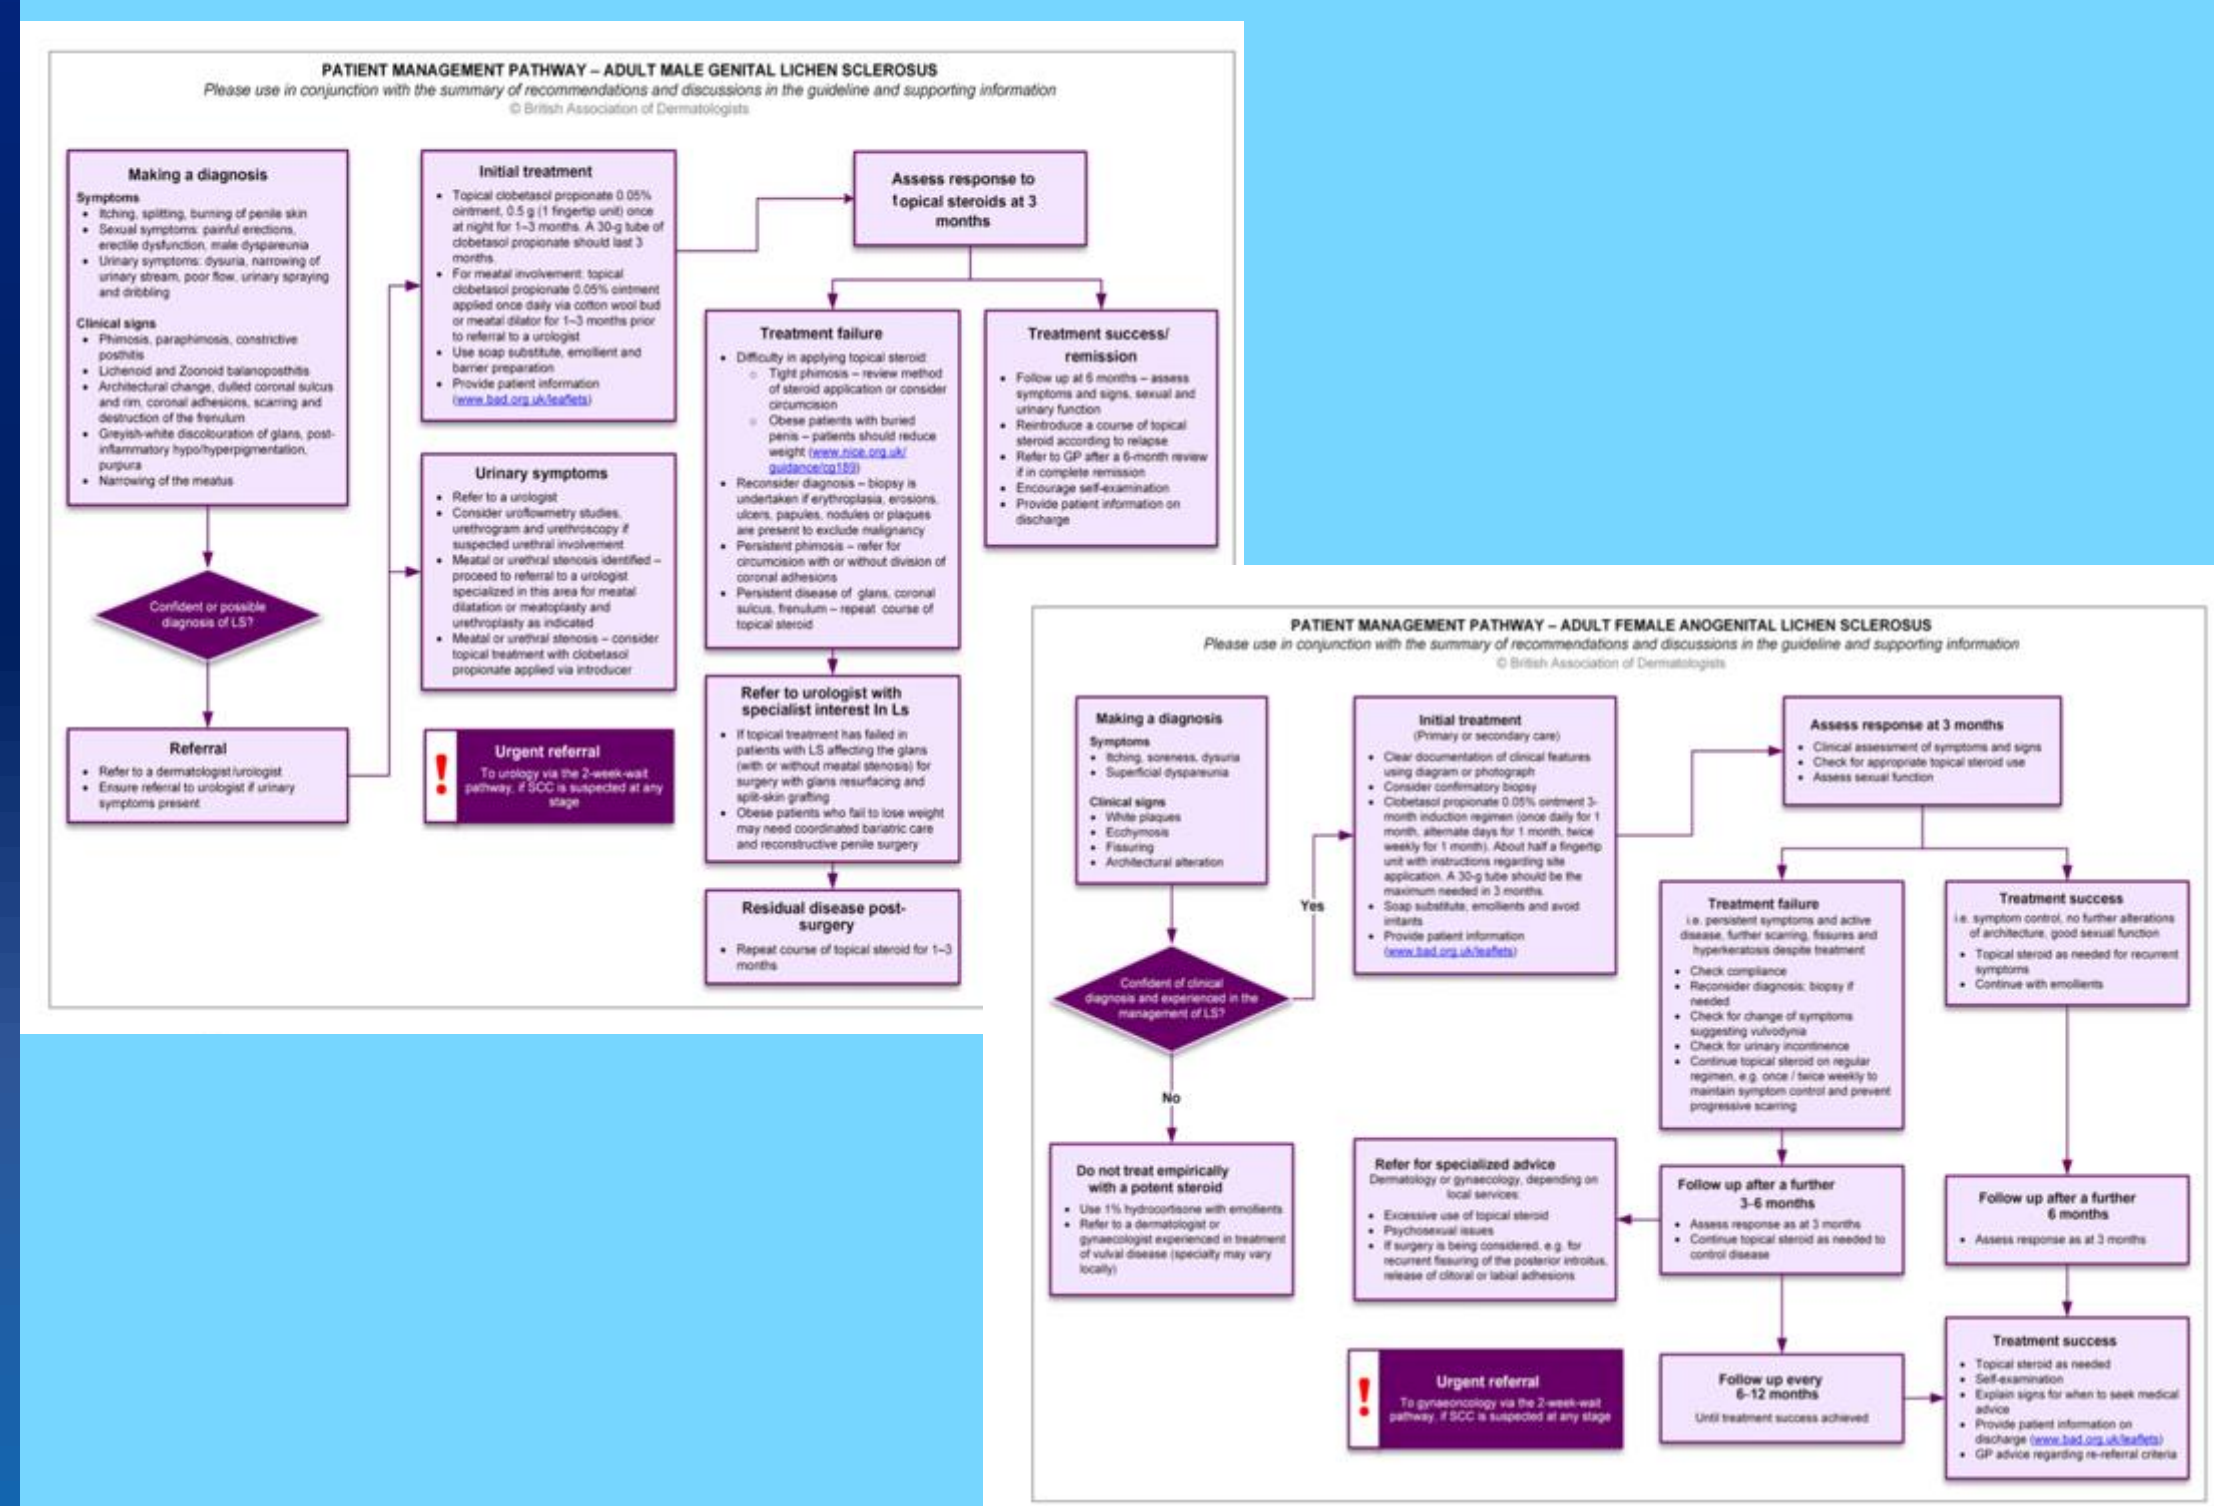 PATIENT MANAGEMENT PATHWAY – ADULT MALE GENITAL LICHEN SCLEROSUS
Please use in conjunction with the summary of recommendations and discussions in the guideline and supporting information
© British Association of Dermatologists
Making a diagnosis
Symptoms
• Itching, splitting, burning of penile skin
• Sexual symptoms: painful erections,
erectile dysfunction, male dyspareunia
• Urinary symptoms: dysuria, narrowing of
urinary stream, poor flow, urinary spraying
and dribbling
Clinical signs
• Phimosis, paraphimosis, constrictive
posthitis
• Lichenoid and Zoonoid balanoposthitis
• Architectural change, dulled coronal sulcus
and rim, coronal adhesions, scarring and
destruction of the frenulum
• Greyish-white discolouration of glans, post-
inflammatory hypo/hyperpigmentation,
purpura
• Narrowing of the meatus
Confident or possible
diagnosis of LS?
Referral
• Refer to a dermatologist/urologist
• Ensure referral to urologist if urinary
symptoms present
Initial treatment
• Topical clobetasol propionate 0.05%
ointment, 0.5 g (1 fingertip unit) once
at night for 1–3 months. A 30-g tube of
clobetasol propionate should last 3
months.
• For meatal involvement: topical
clobetasol propionate 0.05% ointment
applied once daily via cotton wool bud
or meatal dilator for 1–3 months prior
to referral to a urologist
• Use soap substitute, emollient and
barrier preparation
• Provide patient information
(www.bad.org.uk/leaflets)
Urinary symptoms
• Refer to a urologist
• Consider uroflowmetry studies,
urethrogram and urethroscopy if
suspected urethral involvement
• Meatal or urethral stenosis identified –
proceed to referral to a urologist
specialized in this area for meatal
dilatation or meatoplasty and
urethroplasty as indicated
• Meatal or urethral stenosis – consider
topical treatment with clobetasol
propionate applied via introducer
! Urgent referral
To urology via the 2-week-wait
pathway, if SCC is suspected at any
stage
Assess response to
topical steroids at 3
months
Treatment failure
• Difficulty in applying topical steroid:
o Tight phimosis – review method
of steroid application or consider
circumcision
o Obese patients with buried
penis – patients should reduce
weight (www.nice.org.uk/
guidance/cg189)
• Reconsider diagnosis – biopsy is
undertaken if erythroplasia, erosions,
ulcers, papules, nodules or plaques
are present to exclude malignancy
• Persistent phimosis – refer for
circumcision with or without division of
coronal adhesions
• Persistent disease of glans, coronal
sulcus, frenulum – repeat course of
topical steroid
Treatment success/
remission
• Follow up at 6 months – assess
symptoms and signs, sexual and
urinary function
• Reintroduce a course of topical
steroid according to relapse
• Refer to GP after a 6-month review
if in complete remission
• Encourage self-examination
• Provide patient information on
discharge
Refer to urologist with
specialist interest In Ls
• If topical treatment has failed in
patients with LS affecting the glans
(with or without meatal stenosis) for
surgery with glans resurfacing and
split-skin grafting
• Obese patients who fail to lose weight
may need coordinated bariatric care
and reconstructive penile surgery
Residual disease post-
surgery
• Repeat course of topical steroid for 1–3
months
PATIENT MANAGEMENT PATHWAY – ADULT FEMALE ANOGENITAL LICHEN SCLEROSUS
Please use in conjunction with the summary of recommendations and discussions in the guideline and supporting information
© British Association of Dermatologists
Making a diagnosis
Symptoms
• Itching, soreness, dysuria
• Superficial dyspareunia
Clinical signs
• White plaques
• Ecchymosis
• Fissuring
• Architectural alteration
Confident of clinical
diagnosis and experienced in the
management of LS?
Yes
No
Do not treat empirically
with a potent steroid
• Use 1% hydrocortisone with emollients
• Refer to a dermatologist or
gynaecologist experienced in treatment
of vulval disease (specialty may vary
locally)
Initial treatment
(Primary or secondary care)
• Clear documentation of clinical features
using diagram or photograph
• Consider confirmatory biopsy
• Clobetasol propionate 0.05% ointment 3-
month induction regimen (once daily for 1
month, alternate days for 1 month, twice
weekly for 1 month). About half a fingertip
unit with instructions regarding site
application. A 30-g tube should be the
maximum needed in 3 months.
• Soap substitute, emollients and avoid
irritants
• Provide patient information
(www.bad.org.uk/leaflets)
Assess response at 3 months
• Clinical assessment of symptoms and signs
• Check for appropriate topical steroid use
• Assess sexual function
Treatment failure
i.e. persistent symptoms and active
disease, further scarring, fissures and
hyperkeratosis despite treatment
• Check compliance
• Reconsider diagnosis; biopsy if
needed
• Check for change of symptoms
suggesting vulvodynia
• Check for urinary incontinence
• Continue topical steroid on regular
regimen, e.g. once / twice weekly to
maintain symptom control and prevent
progressive scarring
Treatment success
i.e. symptom control, no further alterations
of architecture, good sexual function
• Topical steroid as needed for recurrent
symptoms
• Continue with emollients
Refer for specialized advice
Dermatology or gynaecology, depending on
local services:
• Excessive use of topical steroid
• Psychosexual issues
• If surgery is being considered, e.g. for
recurrent fissuring of the posterior introitus,
release of clitoral or labial adhesions
Follow up after a further
3–6 months
• Assess response as at 3 months
• Continue topical steroid as needed to
control disease
Follow up after a further
6 months
• Assess response as at 3 months
! Urgent referral
To gynaeoncology via the 2-week-wait
pathway, if SCC is suspected at any stage
Follow up every
6–12 months
Until treatment success achieved
Treatment success
• Topical steroid as needed
• Self-examination
• Explain signs for when to seek medical
advice
• Provide patient information on
discharge (www.bad.org.uk/leaflets)
• GP advice regarding re-referral criteria